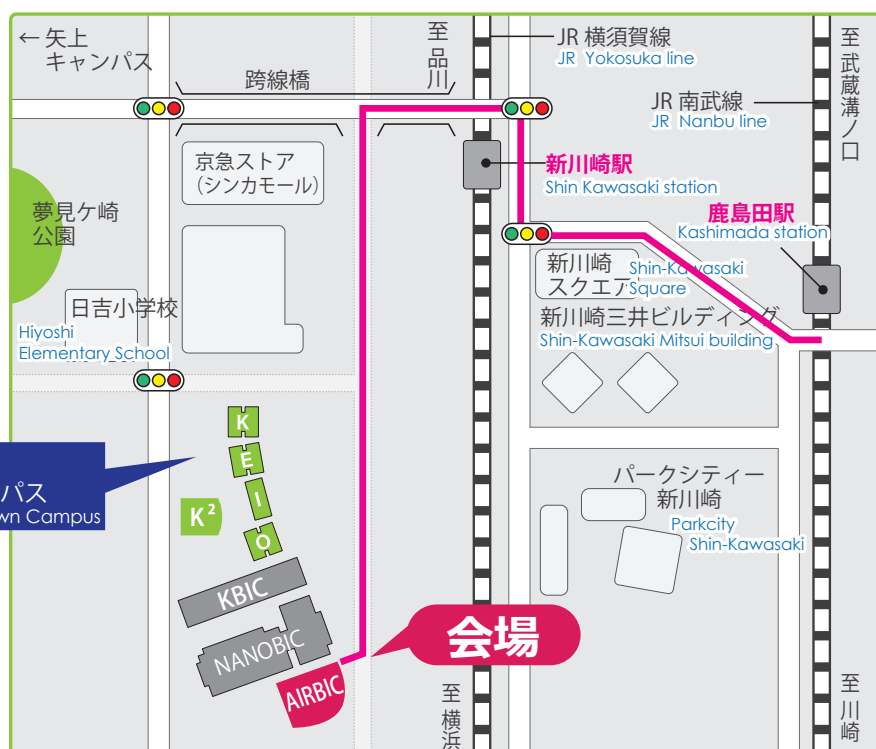 ← 矢上
キャンパス
跨線橋
至品川
JR 横須賀線
JR Yokosuka line
JR 南武線
JR Nanbu line
至武蔵溝ノ口
京急ストア
（シンカモール）
新川崎駅
Shin Kawasaki station
鹿島田駅
Kashimada station
夢見ケ崎
公園
新川崎
スクエア
Shin-Kawasaki
Square
日吉小学校
Hiyoshi
Elementary School
新川崎三井ビルディング
Shin-Kawasaki Mitsui building
K
E
I
O
K²
パス
wn Campus
パークシティー
新川崎
Parkcity
Shin-Kawasaki
KBIC
NANOBIC
AIRBIC
会場
至横浜
至川崎